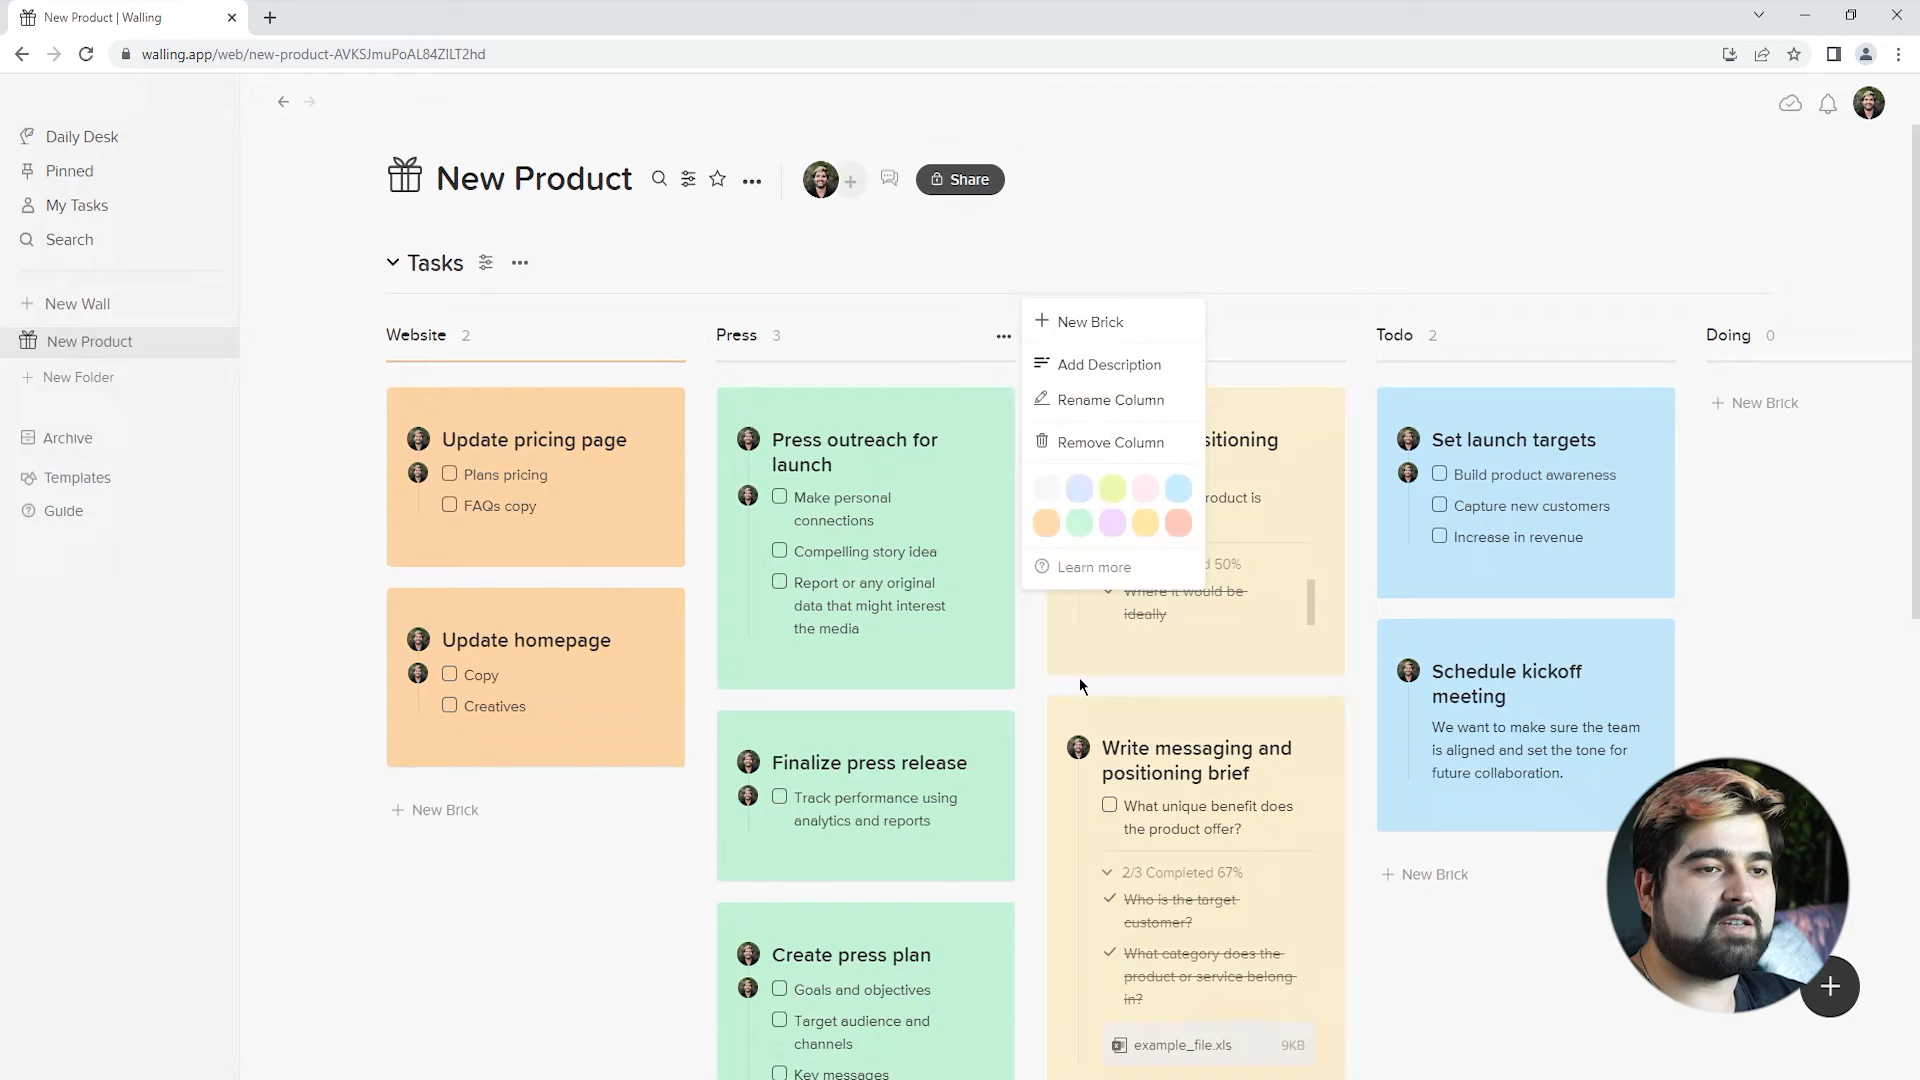 New Product | Walling
walling.app/web/new-product-AVKSJmuPoAL84ZILT2hd
Daily Desk
Pinned
My Tasks
Search
New Wall
New Product
New Folder
Archive
Templates
Guide
New Product
Share
Tasks
Website 2
Update pricing page
Plans pricing
FAQs copy
Update homepage
Copy
Creatives
New Brick
Press 3
Press outreach for
launch
Make personal
connections
Compelling story idea
Report or any original
data that might interest
the media
Finalize press release
Track performance using
analytics and reports
Create press plan
Goals and objectives
Target audience and
channels
Key messages
New Brick
Add Description
Rename Column
Remove Column
Learn more
sitioning
roduct is
d 50%
Where it would be
ideally
Write messaging and
positioning brief
What unique benefit does
the product offer?
2/3 Completed 67%
Who is the target
customer?
What category does the
product or service belong
in?
example_file.xls 9KB
Todo 2
Set launch targets
Build product awareness
Capture new customers
Increase in revenue
Schedule kickoff
meeting
We want to make sure the team
is aligned and set the tone for
future collaboration.
New Brick
Doing 0
New Brick